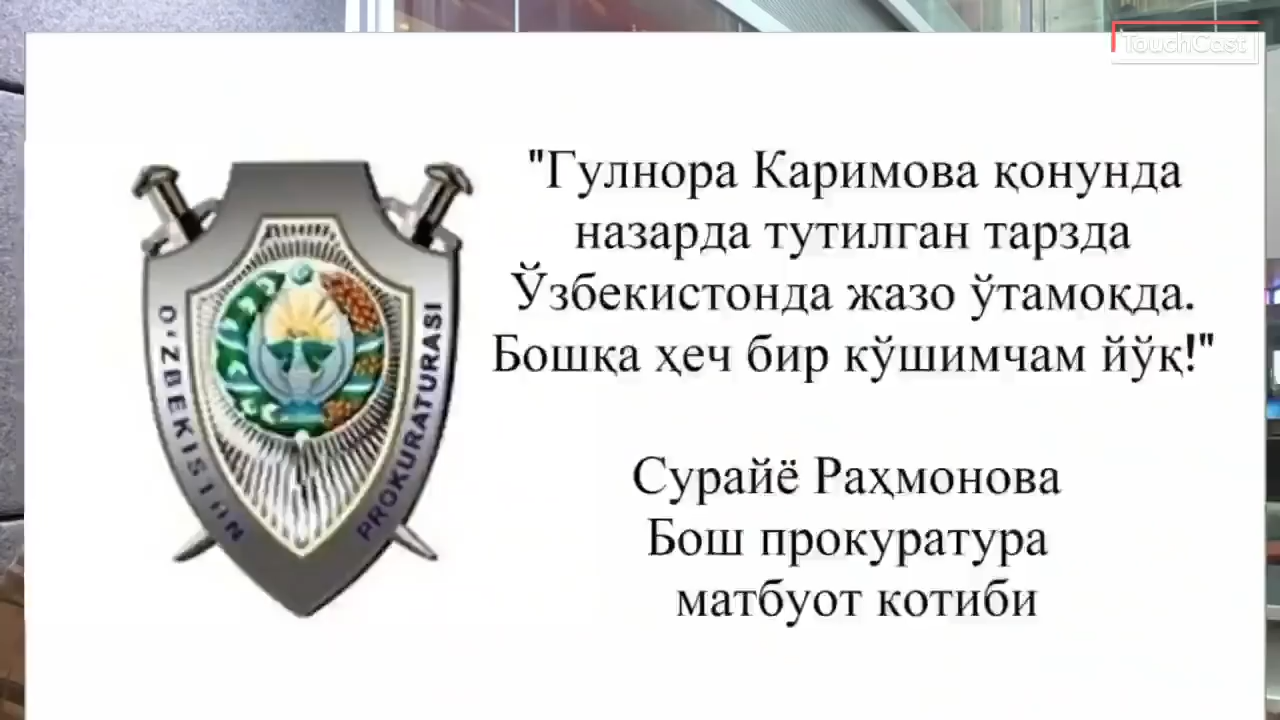 TouchCast
"Гулнора Каримова қонунда
назарда тутилган тарзда
Ўзбекистонда жазо ўтамоқда.
Бошқа ҳеч бир кўшимчам йўқ!"
Сурайё Раҳмонова
Бош прокуратура
матбуот котиби
O'ZBEKISTON
PROKURATURASI